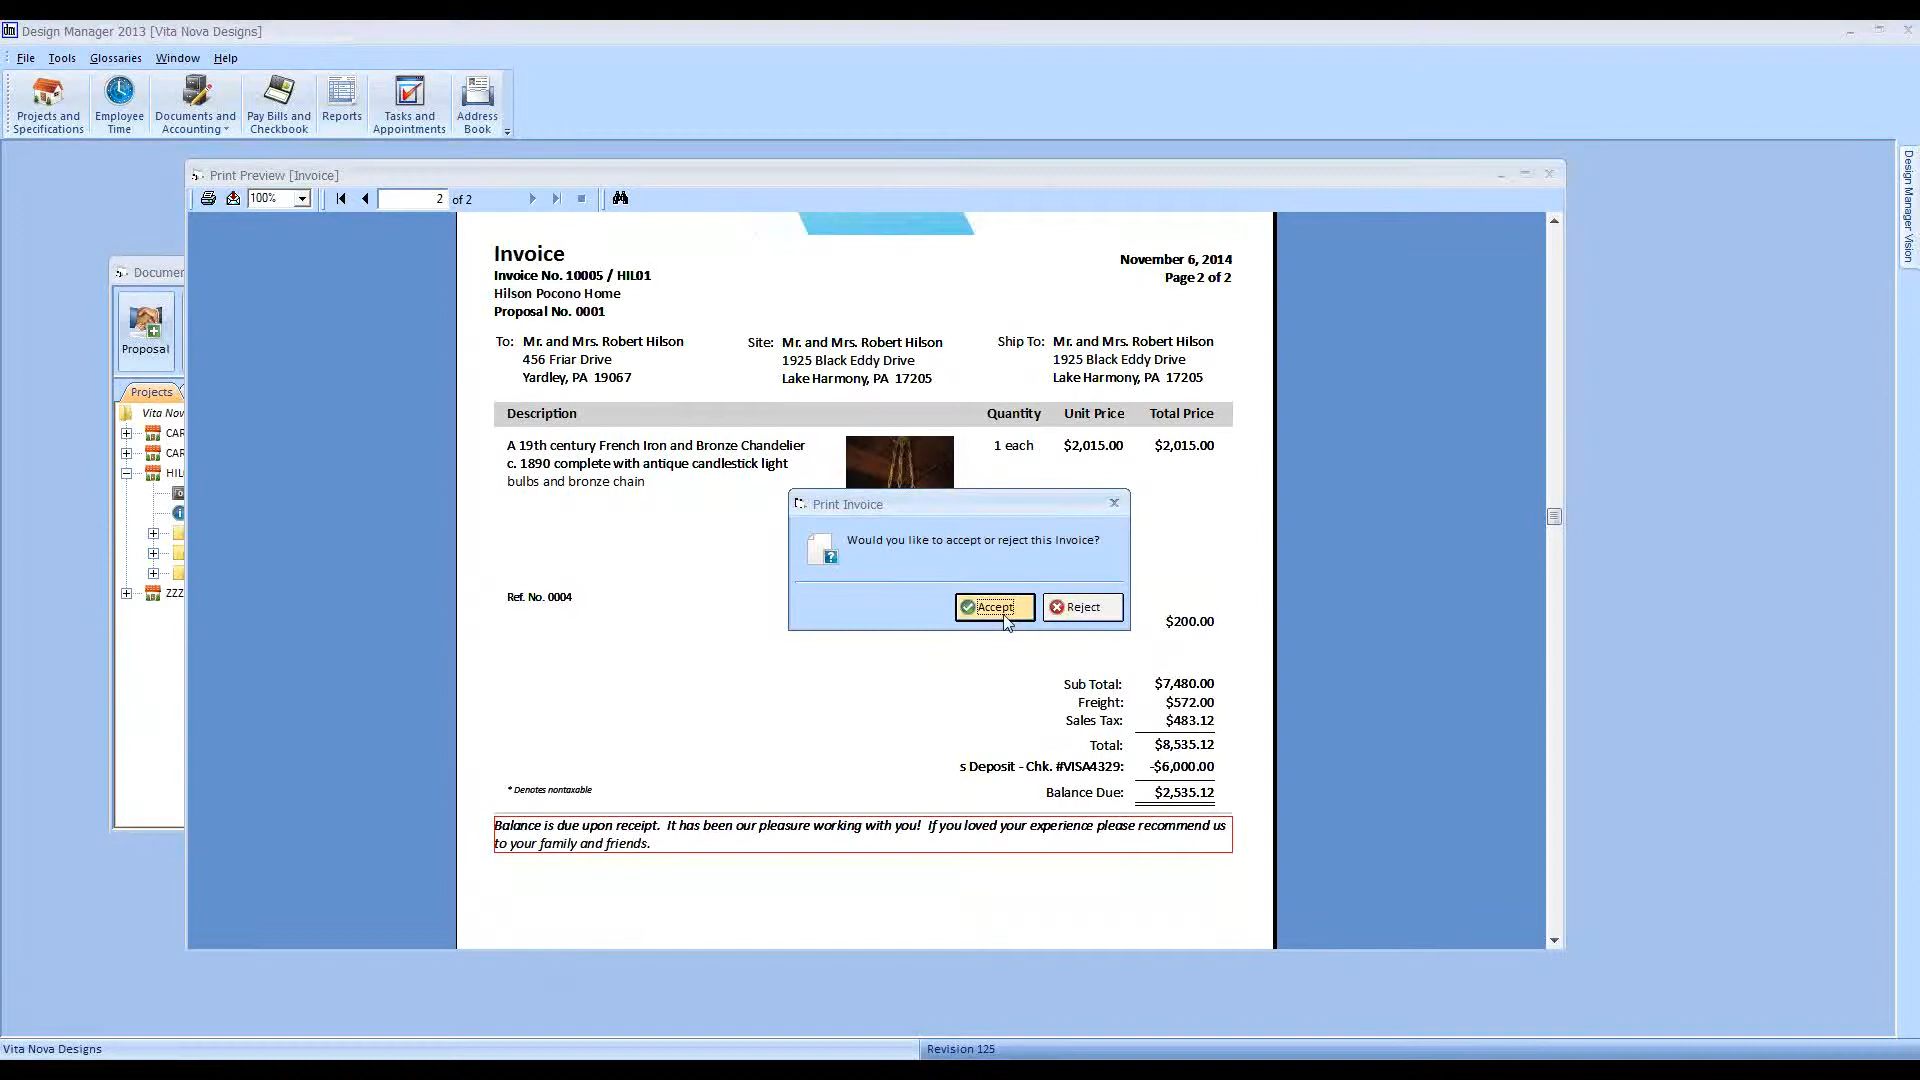 dm Design Manager 2013 [Vita Nova Designs]
File Tools Glossaries Window Help
Projects and Specifications
Employee Time
Documents and Accounting
Pay Bills and Checkbook
Reports
Tasks and Appointments
Address Book
Design Manager Vision
Print Preview [Invoice]
100% 2 of 2
Documen
Proposal
Projects
Vita Nov
CAR
CAR
HIL
ZZZ
Invoice
Invoice No. 10005 / HIL01
Hilson Pocono Home
Proposal No. 0001
November 6, 2014
Page 2 of 2
To: Mr. and Mrs. Robert Hilson
456 Friar Drive
Yardley, PA 19067
Site: Mr. and Mrs. Robert Hilson
1925 Black Eddy Drive
Lake Harmony, PA 17205
Ship To: Mr. and Mrs. Robert Hilson
1925 Black Eddy Drive
Lake Harmony, PA 17205
Description Quantity Unit Price Total Price
A 19th century French Iron and Bronze Chandelier 1 each $2,015.00 $2,015.00
c. 1890 complete with antique candlestick light
bulbs and bronze chain
Print Invoice
Would you like to accept or reject this Invoice?
Accept Reject
Ref. No. 0004
$200.00
Sub Total: $7,480.00
Freight: $572.00
Sales Tax: $483.12
Total: $8,535.12
s Deposit - Chk. #VISA4329: -$6,000.00
* Denotes nontaxable
Balance Due: $2,535.12
Balance is due upon receipt. It has been our pleasure working with you! If you loved your experience please recommend us
to your family and friends.
Vita Nova Designs
Revision 125